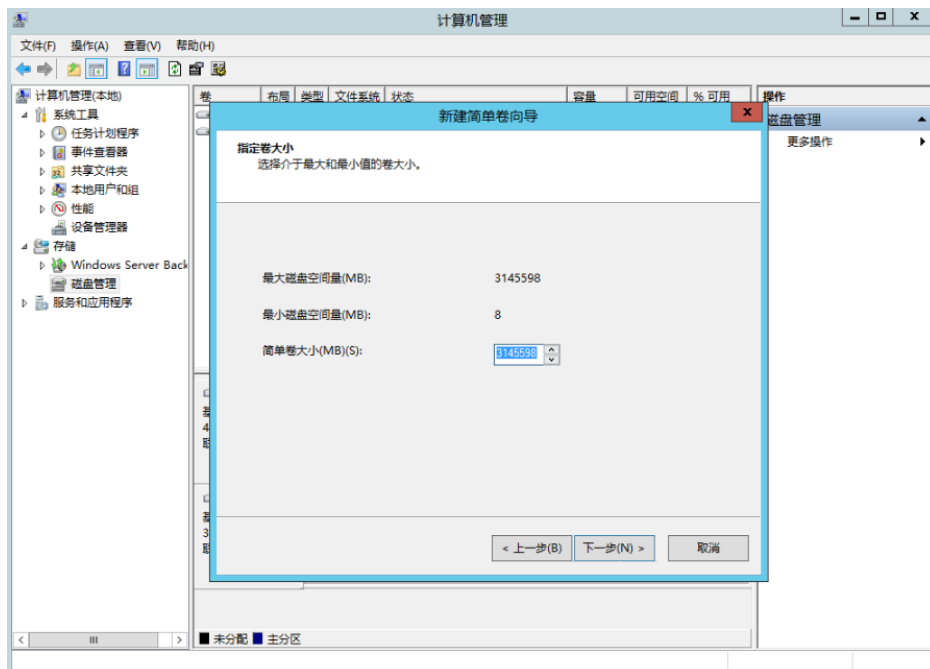 计算机管理
文件(F) 操作(A) 查看(V) 帮助(H)
计算机管理(本地)
系统工具
任务计划程序
事件查看器
共享文件夹
本地用户和组
性能
设备管理器
存储
Windows Server Back
磁盘管理
服务和应用程序
卷 布局 类型 文件系统 状态 容量 可用空间 % 可用
操作
磁盘管理
更多操作
新建简单卷向导
指定卷大小
选择介于最大和最小值的卷大小。
最大磁盘空间量(MB): 3145598
最小磁盘空间量(MB): 8
简单卷大小(MB)(S): 3145598
< 上一步(B) 下一步(N) > 取消
4
3
未分配 主分区